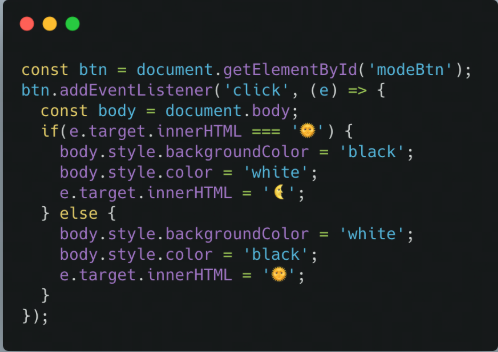 const btn = document.getElementById('modeBtn');
btn.addEventListener('click', (e) => {
  const body = document.body;
  if(e.target.innerHTML === '🌞') {
    body.style.backgroundColor = 'black';
    body.style.color = 'white';
    e.target.innerHTML = '🌜';
  } else {
    body.style.backgroundColor = 'white';
    body.style.color = 'black';
    e.target.innerHTML = '🌞';
  }
});